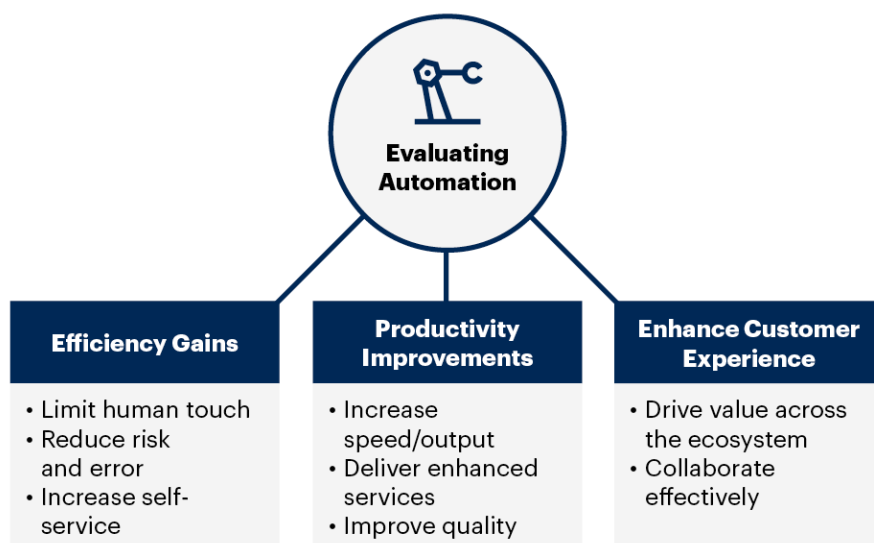 Evaluating
Automation
Efficiency Gains
• Limit human touch
• Reduce risk
and error
• Increase self-
service
Productivity
Improvements
• Increase
speed/output
• Deliver enhanced
services
• Improve quality
Enhance Customer
Experience
• Drive value across
the ecosystem
• Collaborate
effectively